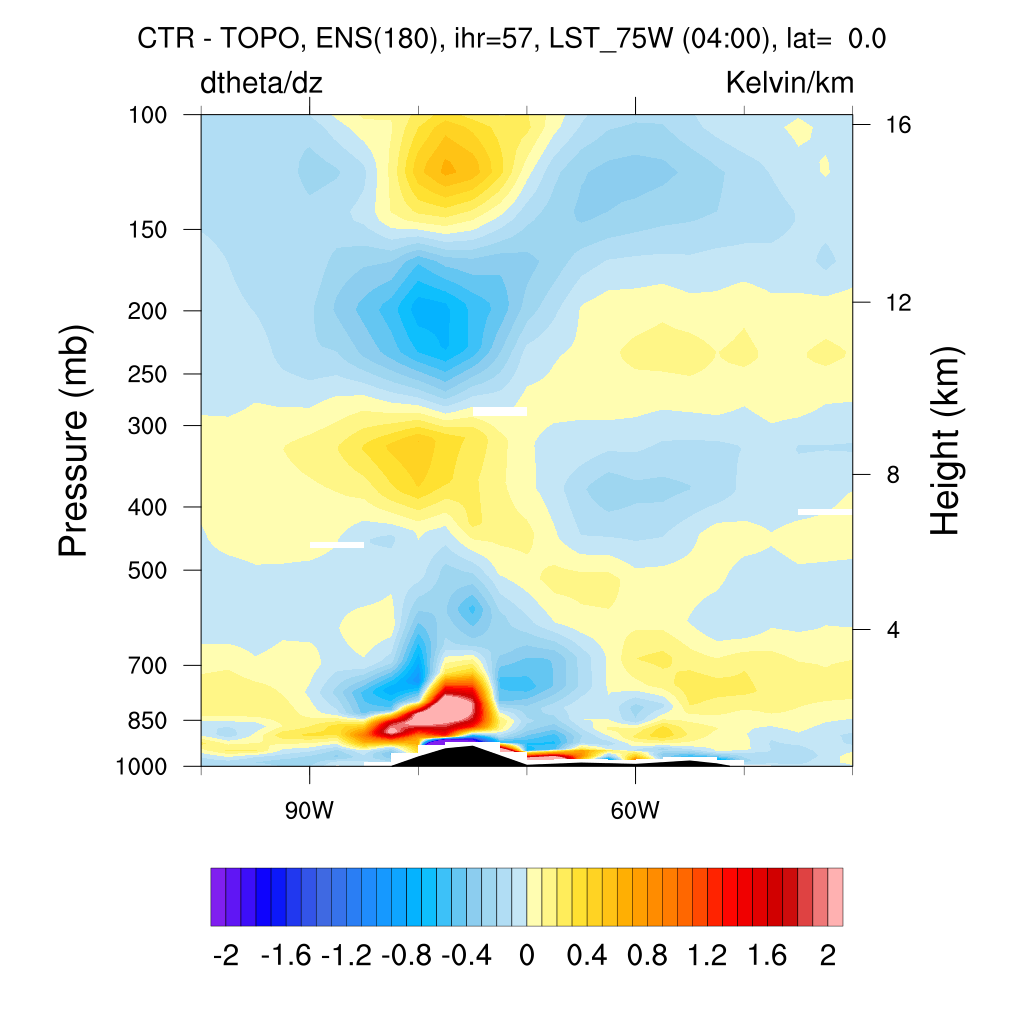 CTR - TOPO, ENS(180), ihr=57, LST_75W (04:00), lat=  0.0
dtheta/dz Kelvin/km
100
150
200
250
300
400
500
700
850
1000
Pressure (mb)
16
12
8
4
Height (km)
90W 60W
-2 -1.6 -1.2 -0.8 -0.4 0 0.4 0.8 1.2 1.6 2